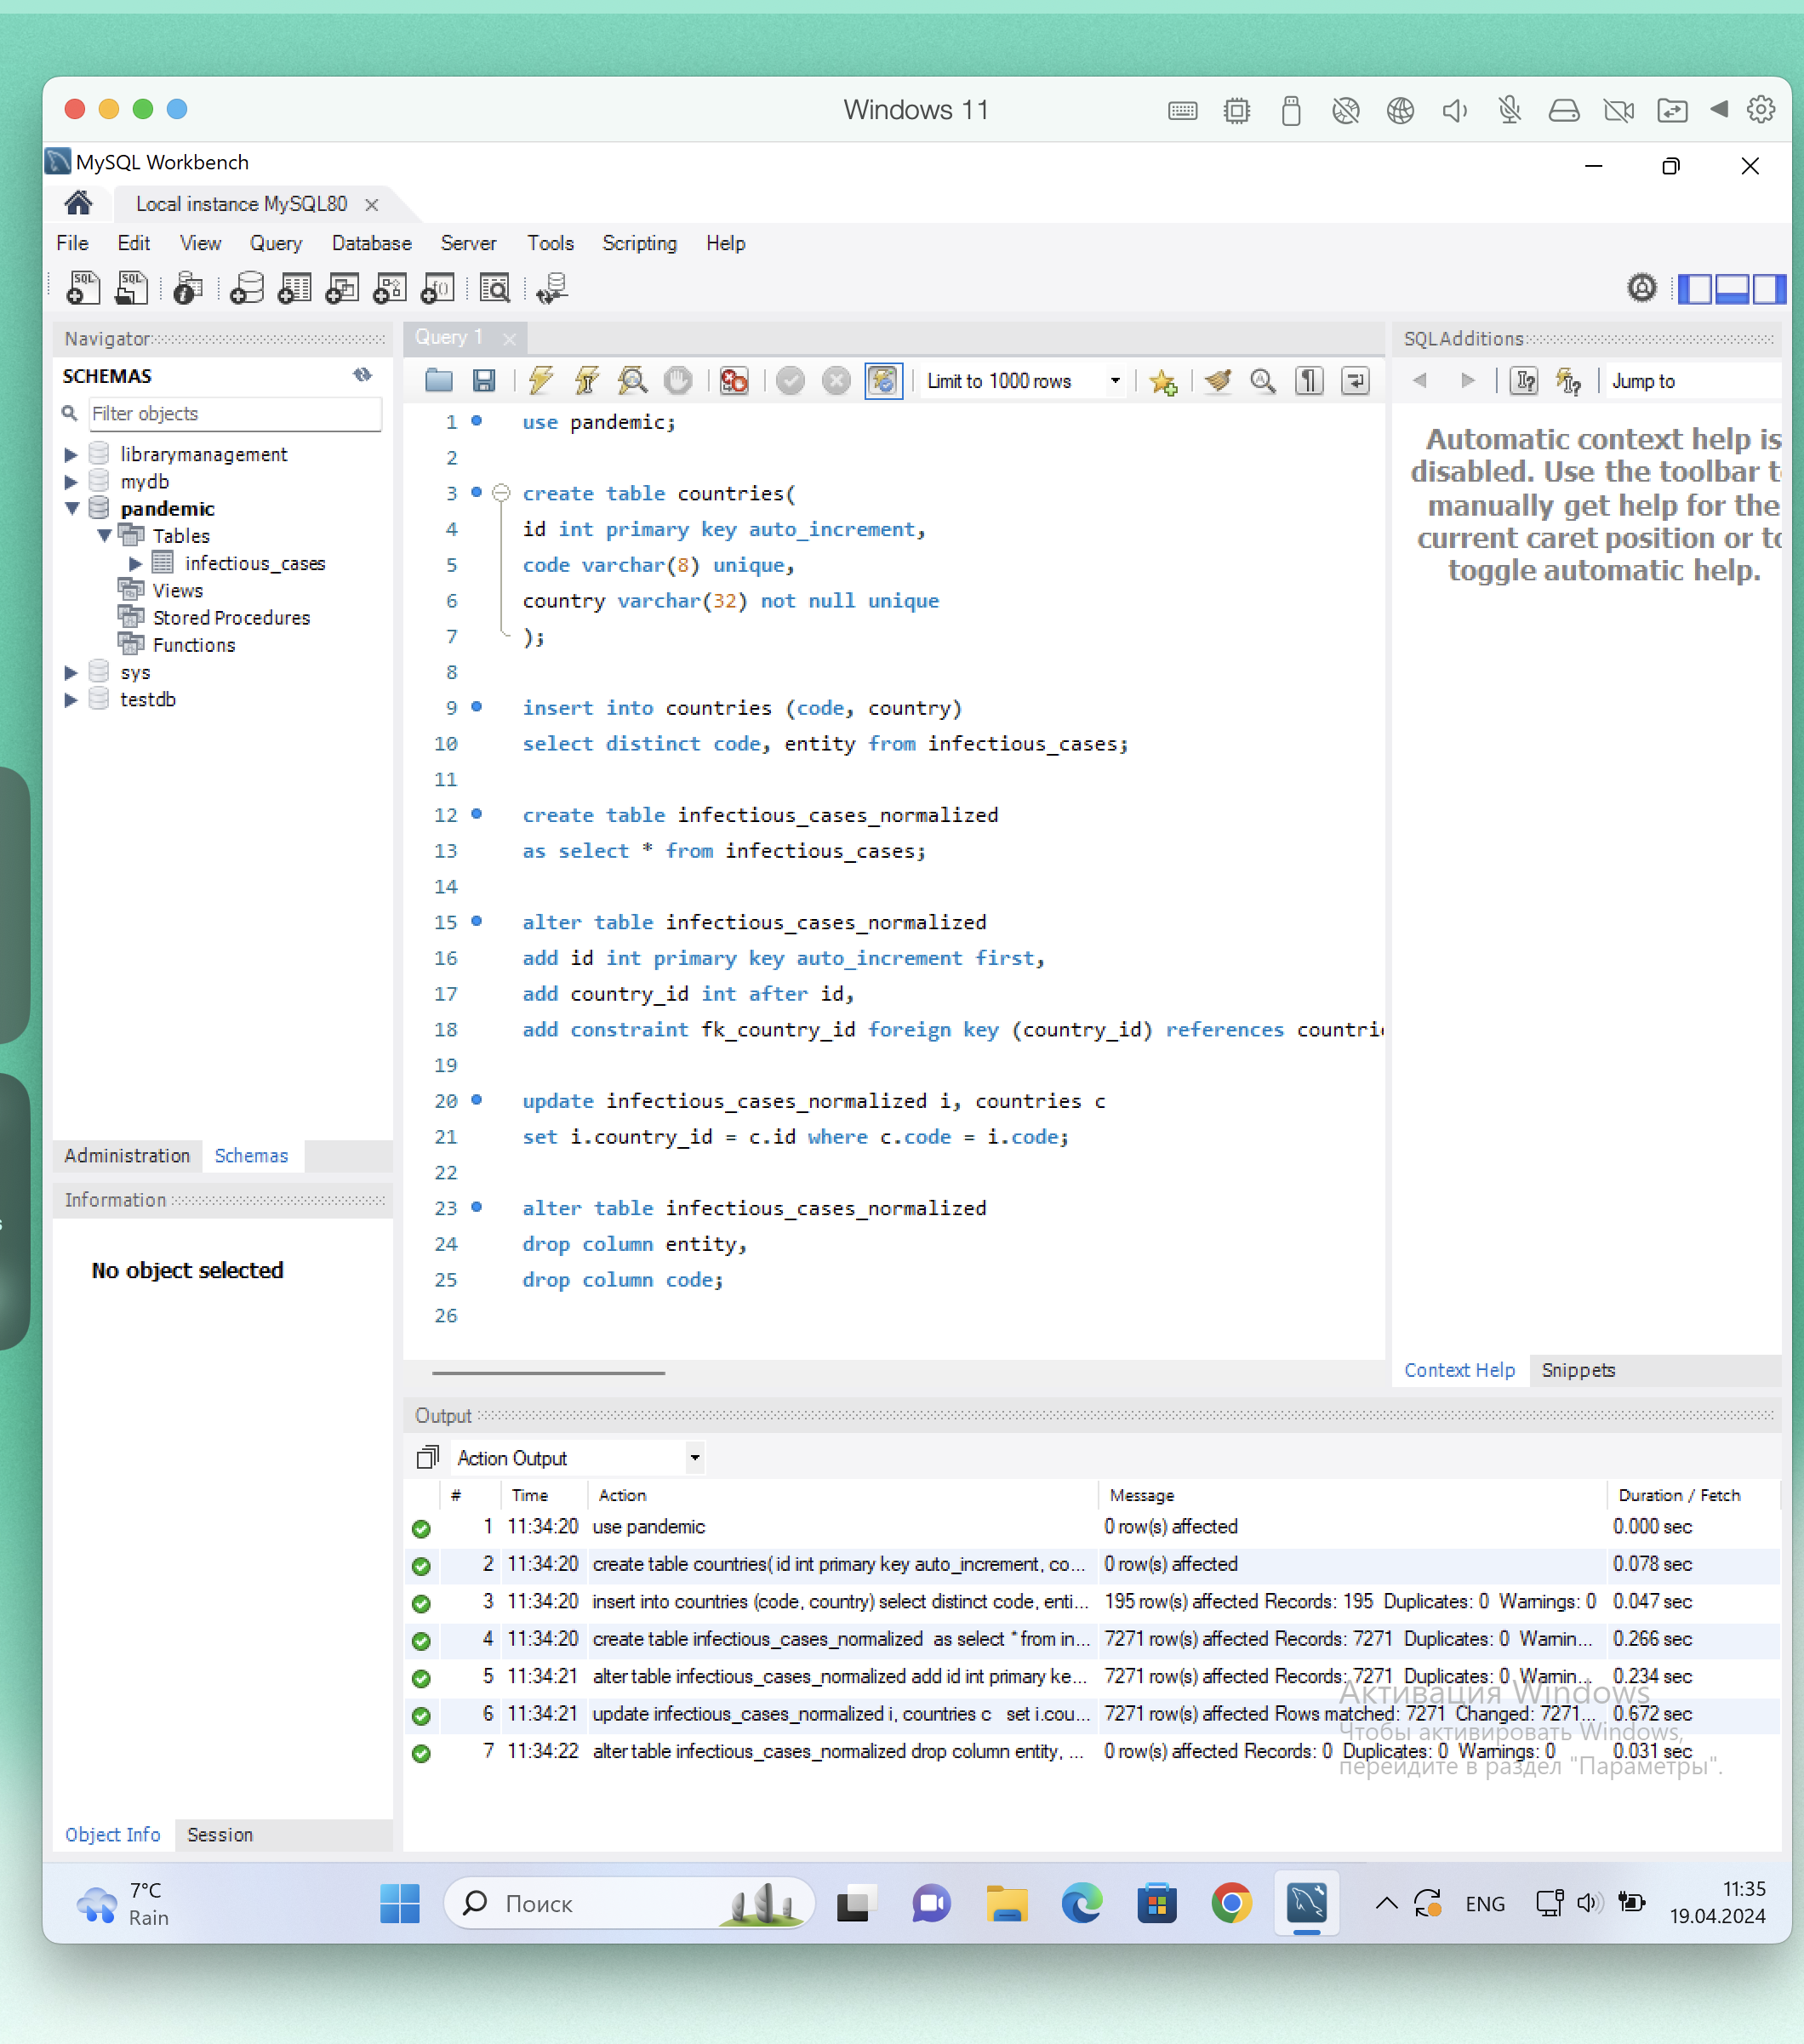 Windows 11
MySQL Workbench
Local instance MySQL80
File Edit View Query Database Server Tools Scripting Help
Navigator
SCHEMAS
Filter objects
librarymanagement
mydb
pandemic
Tables
infectious_cases
Views
Stored Procedures
Functions
sys
testdb
Administration Schemas
Information
No object selected
Object Info Session
Query 1
Limit to 1000 rows
1 use pandemic;
2
3 create table countries(
4 id int primary key auto_increment,
5 code varchar(8) unique,
6 country varchar(32) not null unique
7 );
8
9 insert into countries (code, country)
10 select distinct code, entity from infectious_cases;
11
12 create table infectious_cases_normalized
13 as select * from infectious_cases;
14
15 alter table infectious_cases_normalized
16 add id int primary key auto_increment first,
17 add country_id int after id,
18 add constraint fk_country_id foreign key (country_id) references countri
19
20 update infectious_cases_normalized i, countries c
21 set i.country_id = c.id where c.code = i.code;
22
23 alter table infectious_cases_normalized
24 drop column entity,
25 drop column code;
26
SQLAdditions
Jump to
Automatic context help is
disabled. Use the toolbar t
manually get help for the
current caret position or to
toggle automatic help.
Context Help Snippets
Output
Action Output
# Time Action Message Duration / Fetch
1 11:34:20 use pandemic 0 row(s) affected 0.000 sec
2 11:34:20 create table countries( id int primary key auto_increment, co... 0 row(s) affected 0.078 sec
3 11:34:20 insert into countries (code, country) select distinct code, enti... 195 row(s) affected Records: 195 Duplicates: 0 Warnings: 0 0.047 sec
4 11:34:20 create table infectious_cases_normalized as select * from in... 7271 row(s) affected Records: 7271 Duplicates: 0 Warnin... 0.266 sec
5 11:34:21 alter table infectious_cases_normalized add id int primary ke... 7271 row(s) affected Records: 7271 Duplicates: 0 Warnin... 0.234 sec
6 11:34:21 update infectious_cases_normalized i, countries c set i.cou... 7271 row(s) affected Rows matched: 7271 Changed: 7271... 0.672 sec
7 11:34:22 alter table infectious_cases_normalized drop column entity, ... 0 row(s) affected Records: 0 Duplicates: 0 Warnings: 0 0.031 sec
Активация Windows
Чтобы активировать Windows,
перейдите в раздел "Параметры".
7°C
Rain
Поиск
ENG
11:35
19.04.2024